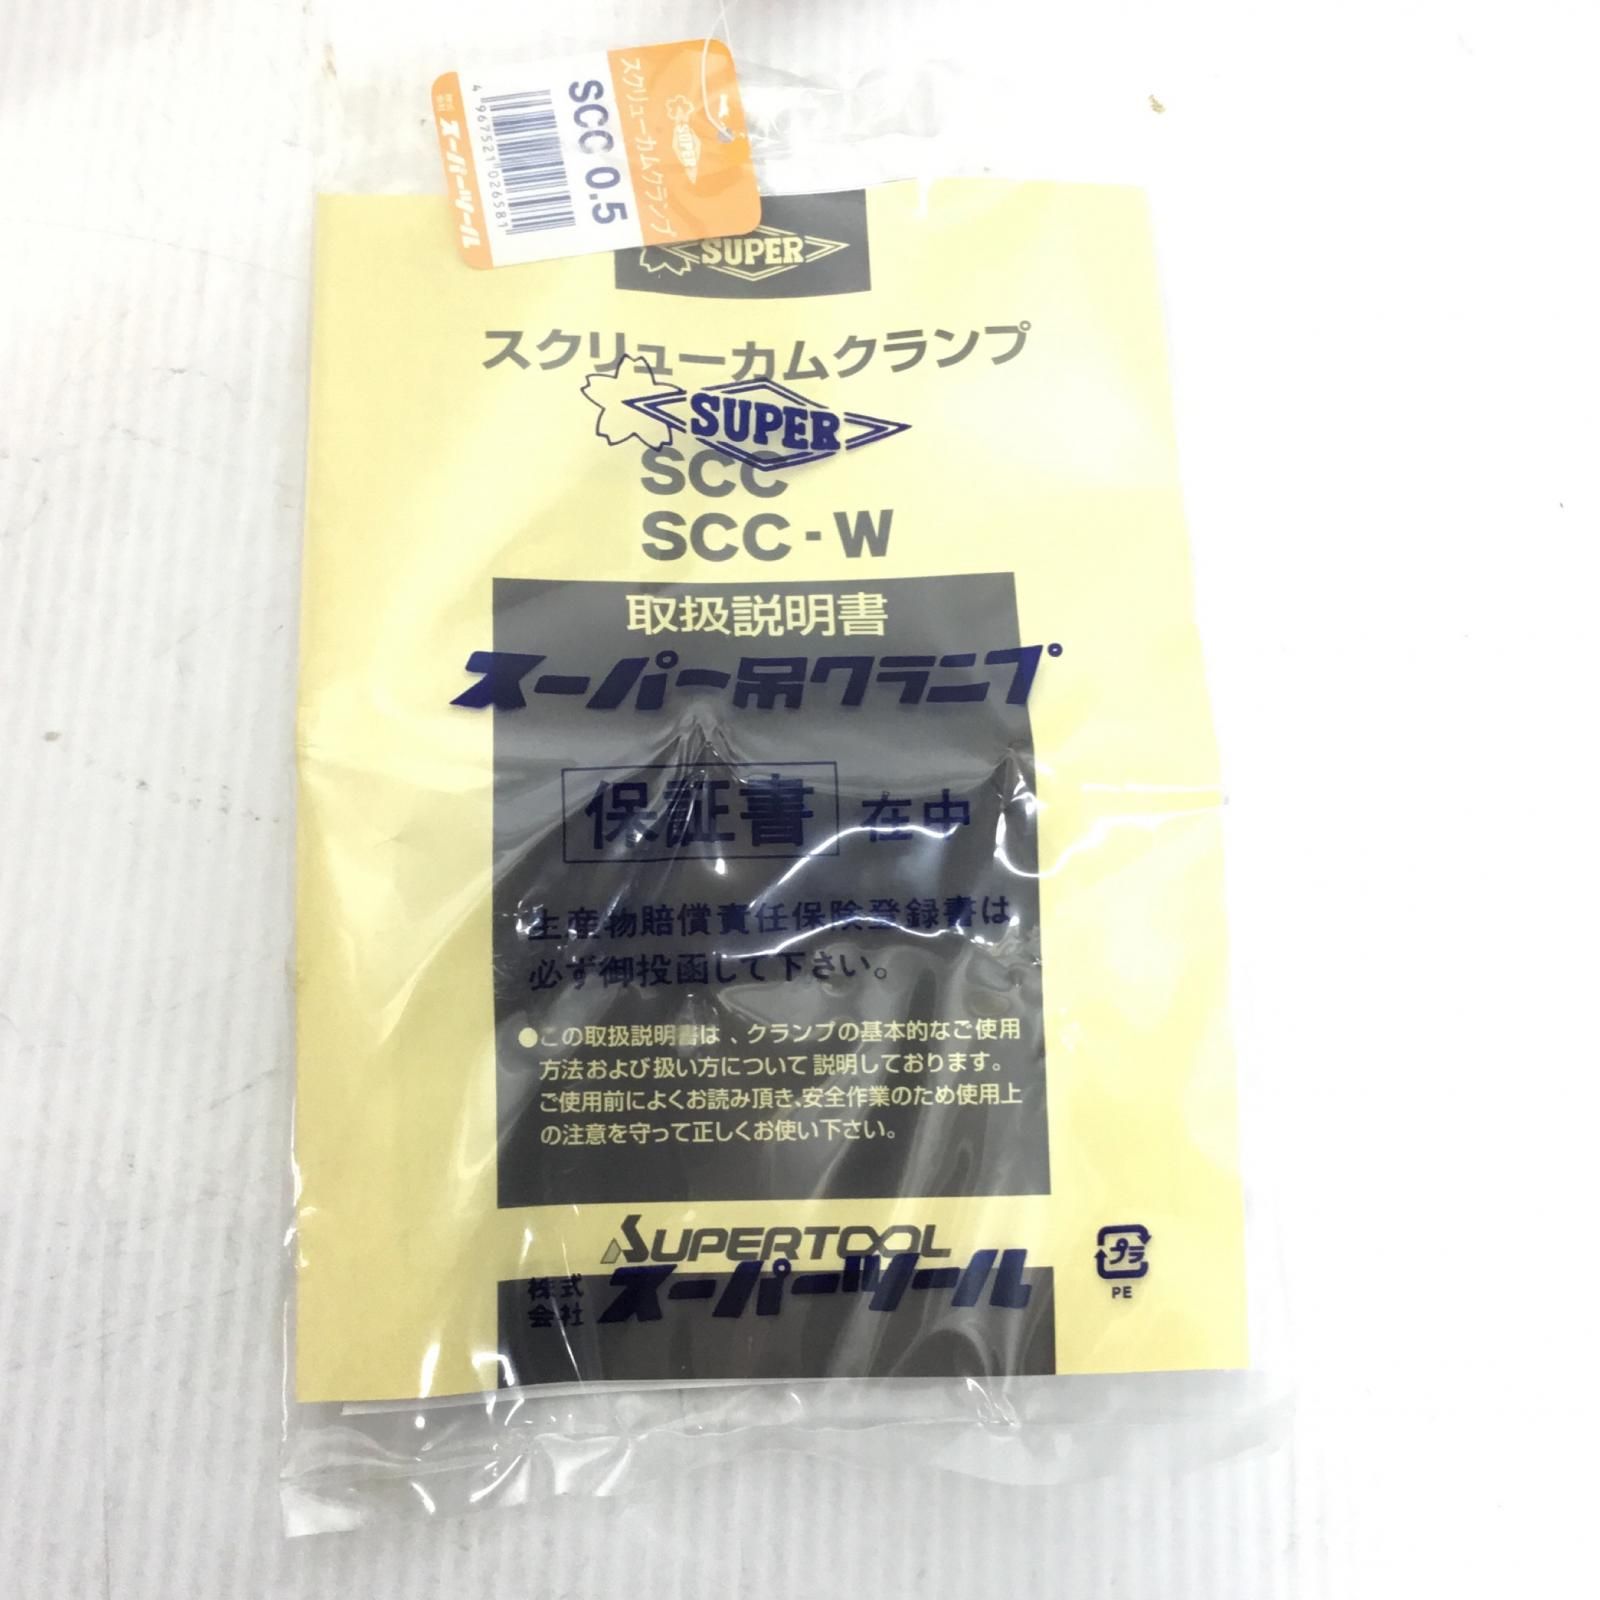 スクリューカムクランプ
SUPER
SCC 0.5
4 967521 026581
スーパーツール
SUPER
スクリューカムクランプ
SUPER
SCC
SCC-W
取扱説明書
スーパー吊クランプ
保証書 在中
生産物賠償責任保険登録書は
必ず御投函して下さい。
●この取扱説明書は、クランプの基本的なご使用
方法および扱い方について説明しております。
ご使用前によくお読み頂き、安全作業のため使用上
の注意を守って正しくお使い下さい。
SUPERTOOL
株式
会社 スーパーツール
プラ
PE